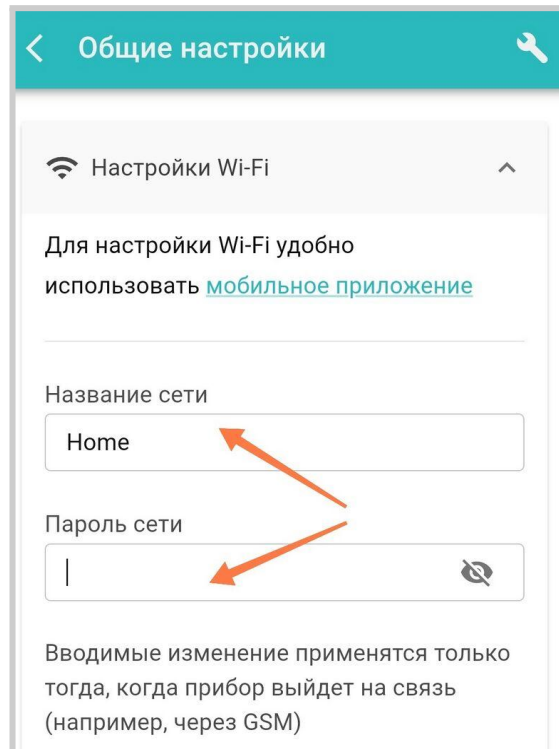 Общие настройки
Настройки Wi-Fi
Для настройки Wi-Fi удобно
использовать мобильное приложение
Название сети
Home
Пароль сети
Вводимые изменение применятся только
тогда, когда прибор выйдет на связь
(например, через GSM)